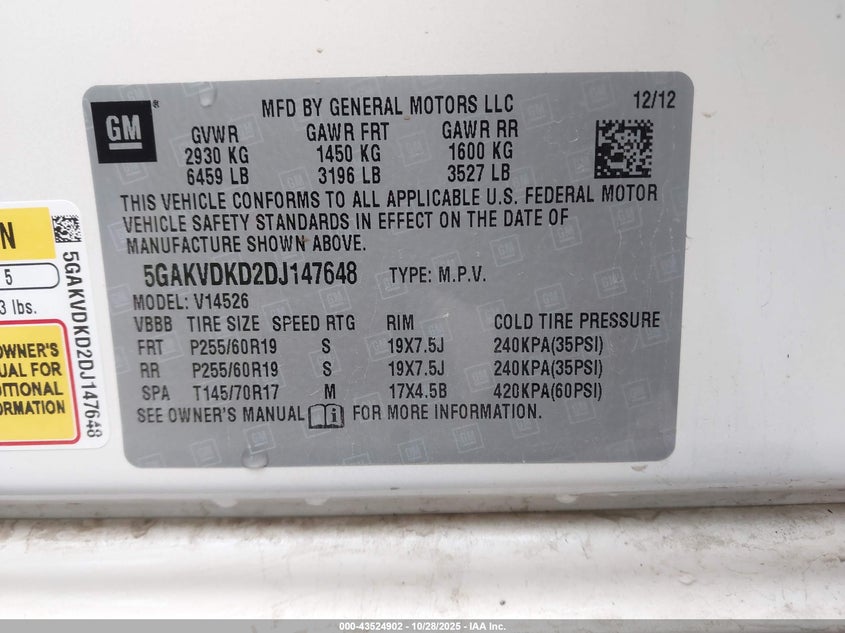 GM
®
MFD BY GENERAL MOTORS LLC
12/12
GVWR GAWR FRT GAWR RR
2930 KG 1450 KG 1600 KG
6459 LB 3196 LB 3527 LB
THIS VEHICLE CONFORMS TO ALL APPLICABLE U.S. FEDERAL MOTOR
VEHICLE SAFETY STANDARDS IN EFFECT ON THE DATE OF
MANUFACTURE SHOWN ABOVE.
5GAKVDKD2DJ147648 TYPE: M.P.V.
MODEL: V14526
VBBB TIRE SIZE SPEED RTG RIM COLD TIRE PRESSURE
FRT P255/60R19 S 19X7.5J 240KPA(35PSI)
RR P255/60R19 S 19X7.5J 240KPA(35PSI)
SPA T145/70R17 M 17X4.5B 420KPA(60PSI)
SEE OWNER'S MANUAL FOR MORE INFORMATION.
N
5
3 lbs.
OWNER'S
UAL FOR
DITIONAL
ORMATION
5GAKVDKD2DJ147648
000-43524902 | 10/28/2025 | IAA Inc.